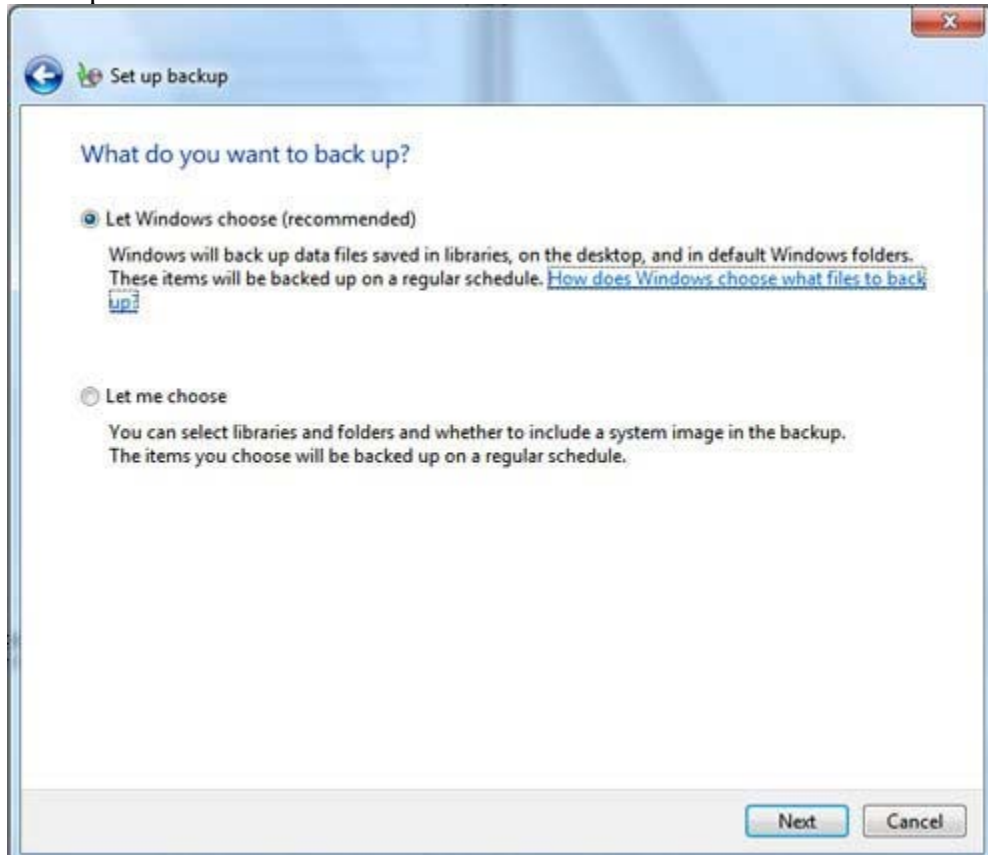 Set up backup
What do you want to back up?
Let Windows choose (recommended)
Windows will back up data files saved in libraries, on the desktop, and in default Windows folders.
These items will be backed up on a regular schedule. How does Windows choose what files to back
up?
Let me choose
You can select libraries and folders and whether to include a system image in the backup.
The items you choose will be backed up on a regular schedule.
Next Cancel